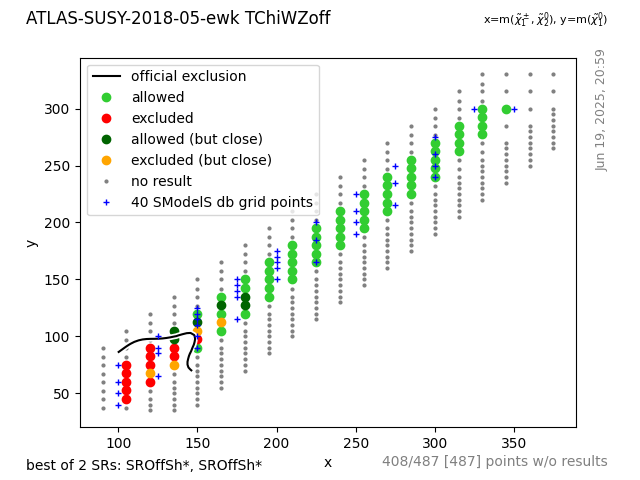 ATLAS-SUSY-2018-05-ewk TChiWZoff
x=m(χ̃₁±, χ̃₂⁰), y=m(χ̃₁⁰)
Jun 19, 2025, 20:59
official exclusion
allowed
excluded
allowed (but close)
excluded (but close)
no result
40 SModelS db grid points
y
300
250
200
150
100
50
100 150 200 250 300 350
x
best of 2 SRs: SROffSh*, SROffSh*
408/487 [487] points w/o results